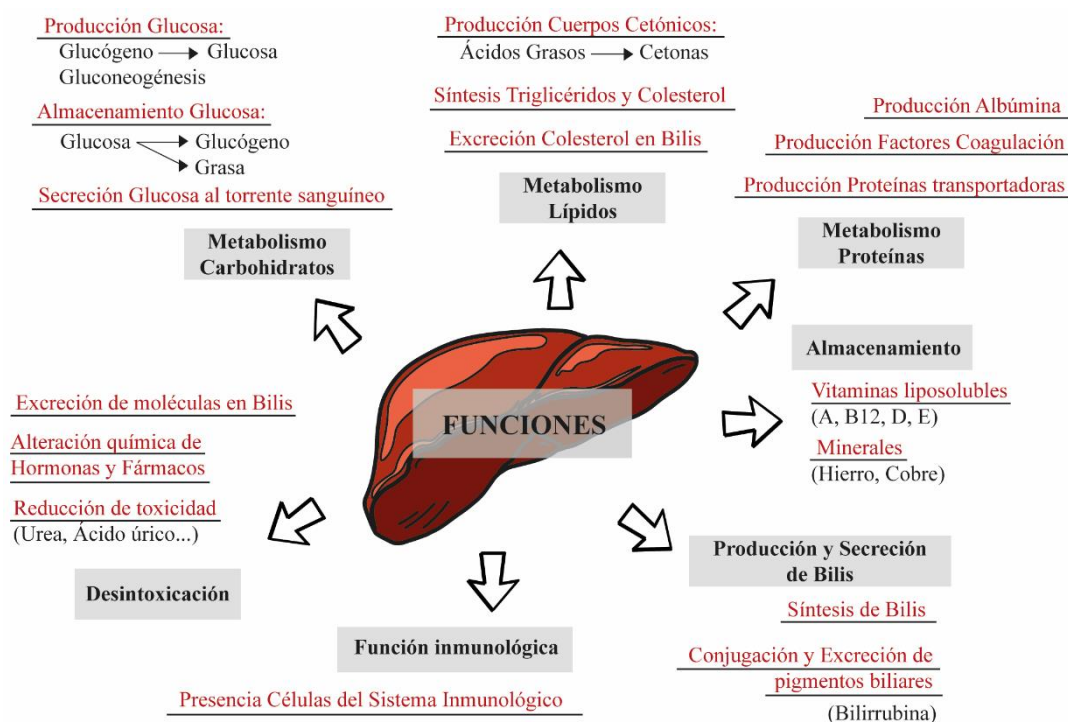 Producción Glucosa:
Glucógeno → Glucosa
Gluconeogénesis
Almacenamiento Glucosa:
Glucosa → Glucógeno
→ Grasa
Secreción Glucosa al torrente sanguíneo
Metabolismo
Carbohidratos
Producción Cuerpos Cetónicos:
Ácidos Grasos → Cetonas
Síntesis Triglicéridos y Colesterol
Excreción Colesterol en Bilis
Metabolismo
Lípidos
Producción Albúmina
Producción Factores Coagulación
Producción Proteínas transportadoras
Metabolismo
Proteínas
Almacenamiento
Vitaminas liposolubles
(A, B12, D, E)
Minerales
(Hierro, Cobre)
FUNCIONES
Excreción de moléculas en Bilis
Alteración química de
Hormonas y Fármacos
Reducción de toxicidad
(Urea, Ácido úrico...)
Desintoxicación
Función inmunológica
Presencia Células del Sistema Inmunológico
Producción y Secreción
de Bilis
Síntesis de Bilis
Conjugación y Excreción de
pigmentos biliares
(Bilirrubina)